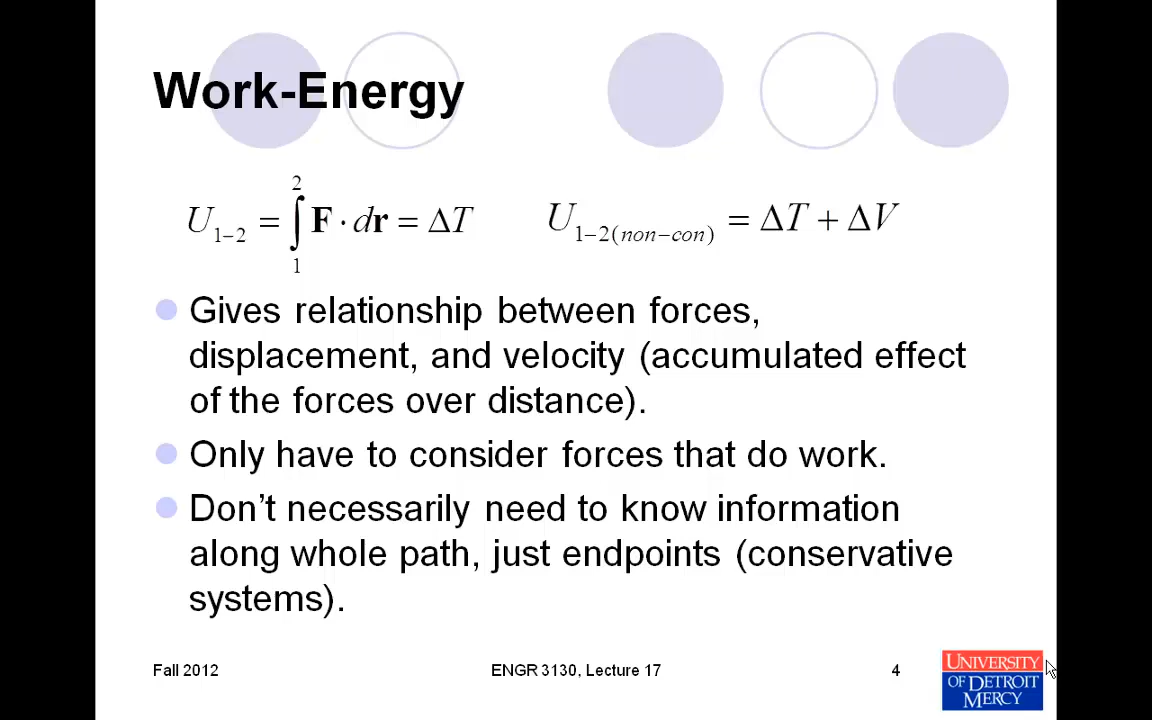 Work-Energy
U₁₋₂ = ∫₁² F · dr = ΔT
U₁₋₂₍non−con₎ = ΔT + ΔV
Gives relationship between forces,
displacement, and velocity (accumulated effect
of the forces over distance).
Only have to consider forces that do work.
Don't necessarily need to know information
along whole path, just endpoints (conservative
systems).
Fall 2012
ENGR 3130, Lecture 17
4
UNIVERSITY
OF DETROIT
MERCY